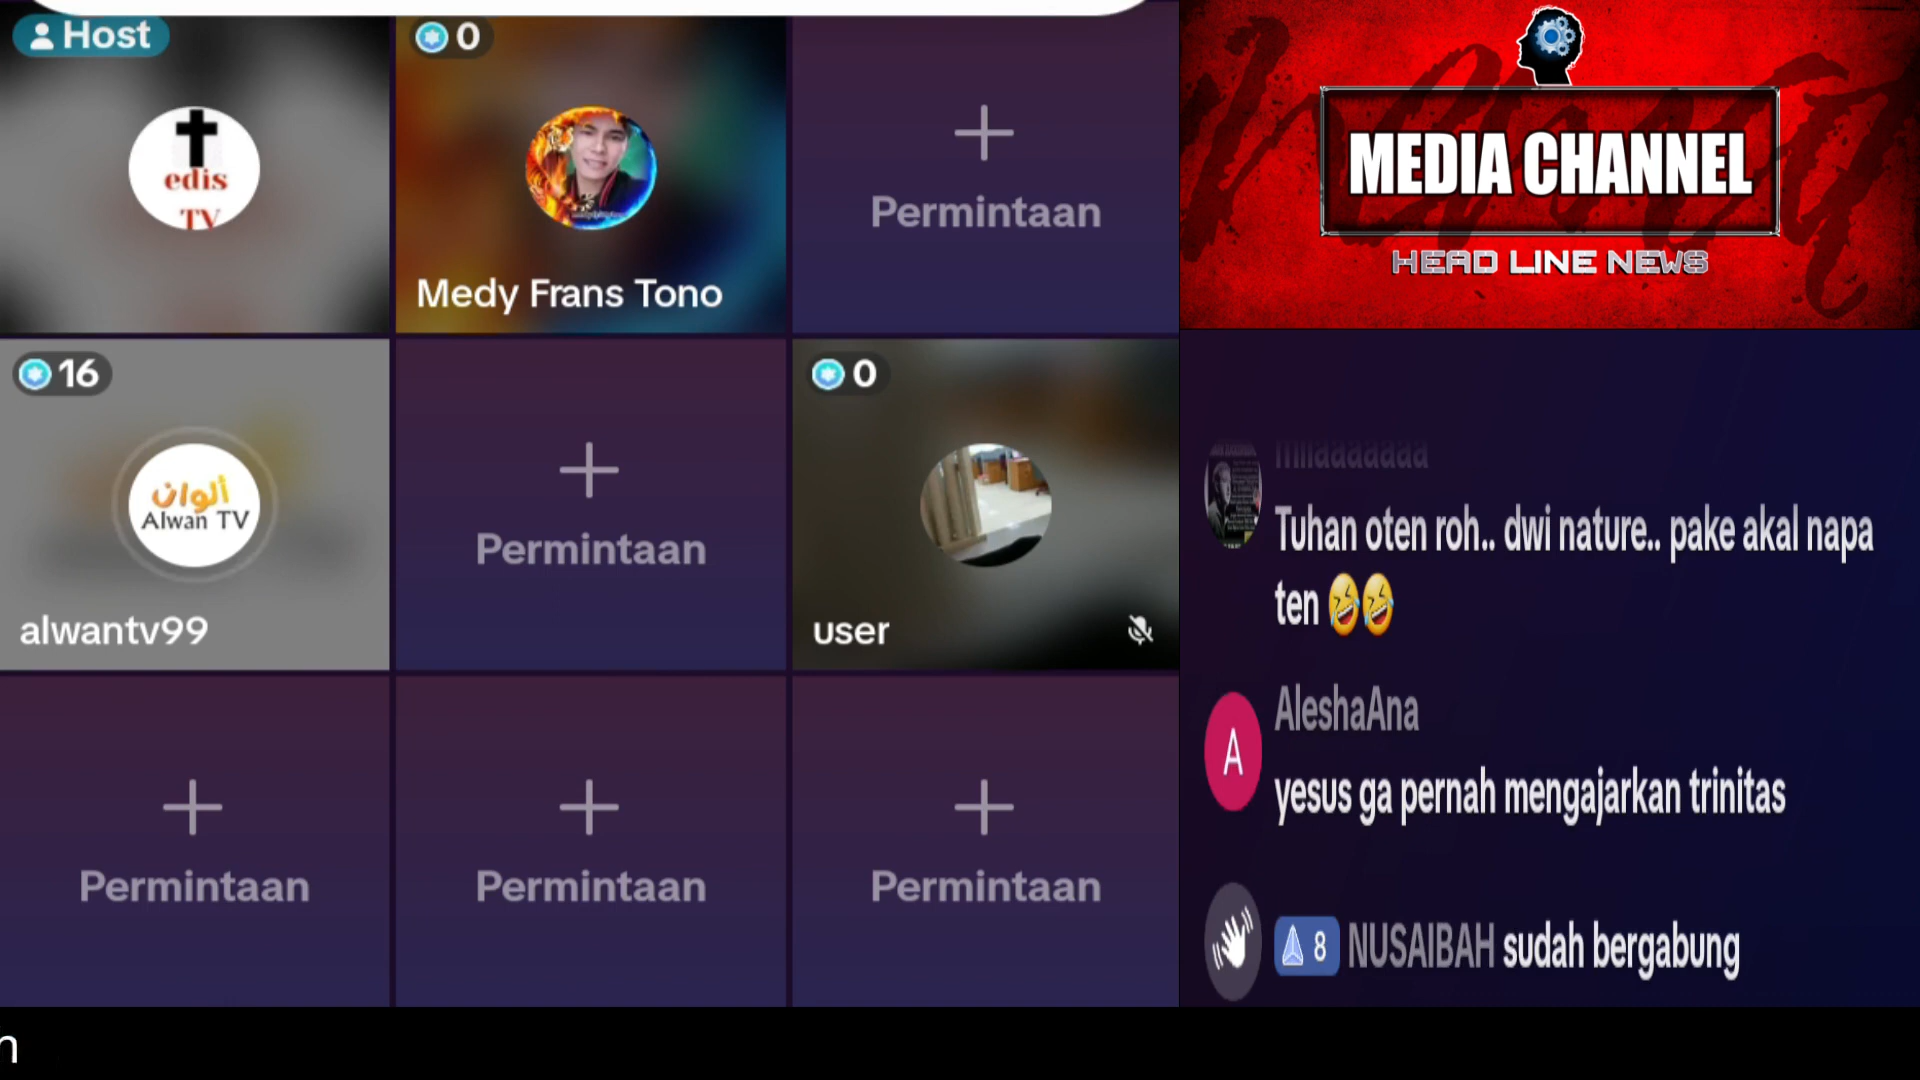 Host
edis
TV
0
Medy Frans Tono
Permintaan
16
ألوان
Alwan TV
alwantv99
Permintaan
0
user
Permintaan
Permintaan
Permintaan
MEDIA CHANNEL
HEAD LINE NEWS
Tuhan oten roh.. dwi nature.. pake akal napa
ten 🤣🤣
AleshaAna
A
yesus ga pernah mengajarkan trinitas
8 NUSAIBAH sudah bergabung
n